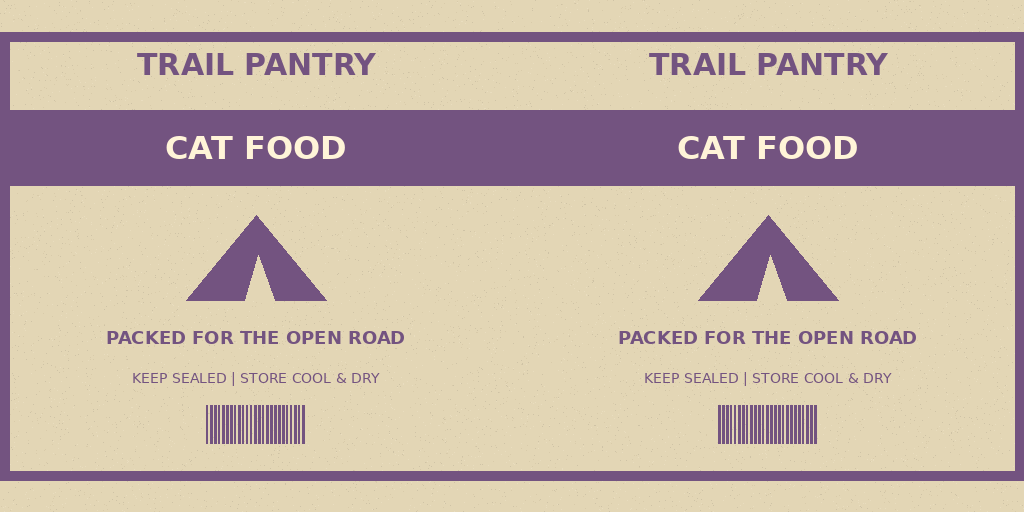 TRAIL PANTRY
TRAIL PANTRY
CAT FOOD
CAT FOOD
PACKED FOR THE OPEN ROAD
PACKED FOR THE OPEN ROAD
KEEP SEALED | STORE COOL & DRY
KEEP SEALED | STORE COOL & DRY